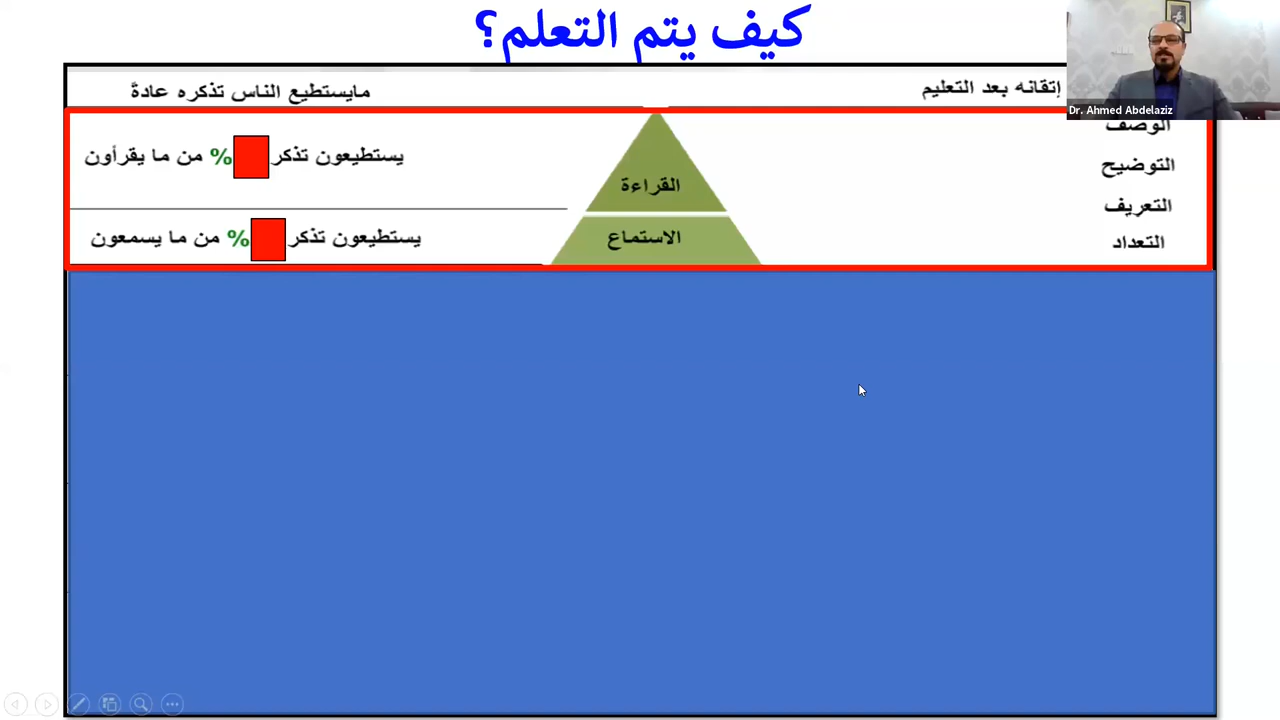 كيف يتم التعلم؟
إتقانه بعد التعليم
مايستطيع الناس تذكره عادةً
Dr. Ahmed Abdelaziz
الوصف
التوضيح
التعريف
التعداد
القراءة
الاستماع
يستطيعون تذكر % من ما يقرأون
يستطيعون تذكر % من ما يسمعون